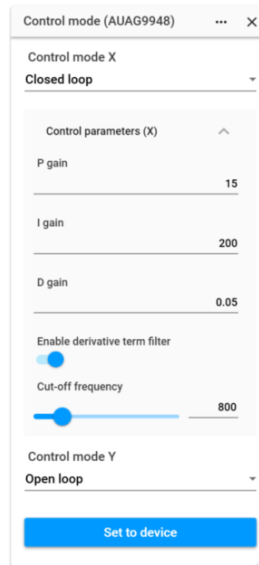 Control mode (AUAG9948)
Control mode X
Closed loop
Control parameters (X)
P gain
15
I gain
200
D gain
0.05
Enable derivative term filter
Cut-off frequency
800
Control mode Y
Open loop
Set to device